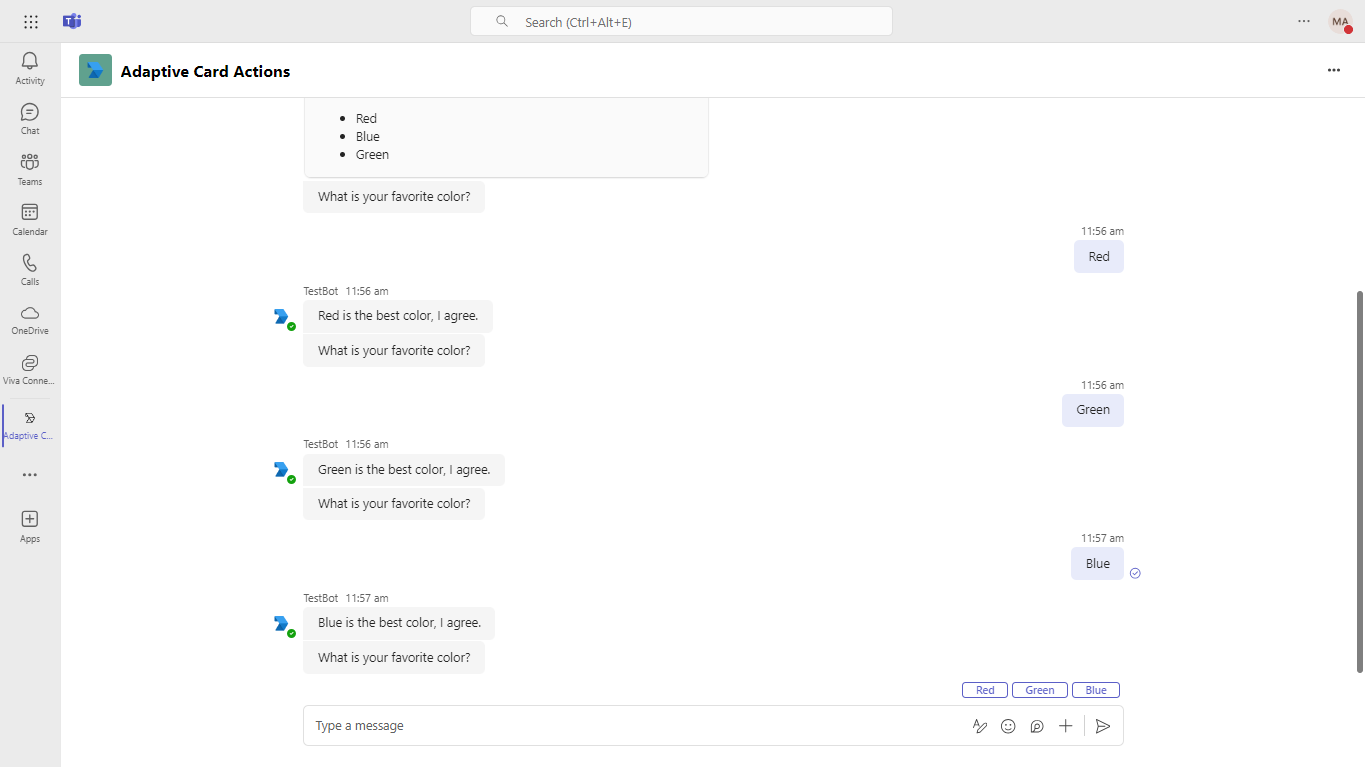 Search (Ctrl+Alt+E)
MA
Activity
Chat
Teams
Calendar
Calls
OneDrive
Viva Conne...
Adaptive C...
Apps
Adaptive Card Actions
Red
Blue
Green
What is your favorite color?
11:56 am
Red
TestBot 11:56 am
Red is the best color, I agree.
What is your favorite color?
11:56 am
Green
TestBot 11:56 am
Green is the best color, I agree.
What is your favorite color?
11:57 am
Blue
TestBot 11:57 am
Blue is the best color, I agree.
What is your favorite color?
Red Green Blue
Type a message